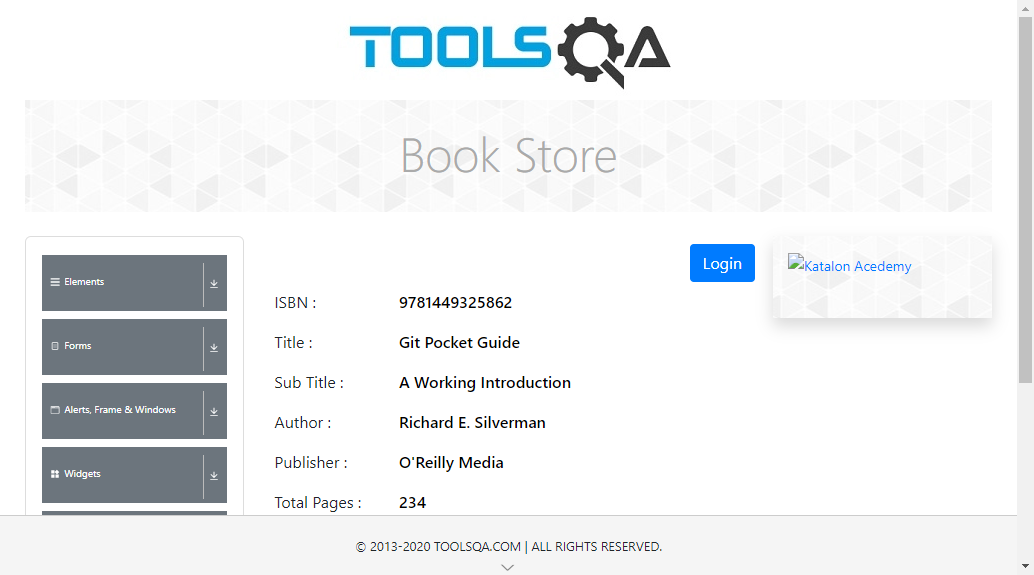 TOOLSQA
Book Store
Elements
Forms
Alerts, Frame & Windows
Widgets
Login
ISBN : 9781449325862
Title : Git Pocket Guide
Sub Title : A Working Introduction
Author : Richard E. Silverman
Publisher : O'Reilly Media
Total Pages : 234
Katalon Acedemy
© 2013-2020 TOOLSQA.COM | ALL RIGHTS RESERVED.